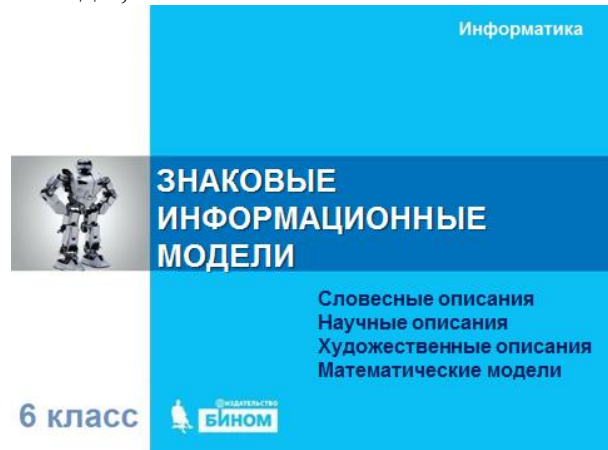 Информатика
ЗНАКОВЫЕ
ИНФОРМАЦИОННЫЕ
МОДЕЛИ
Словесные описания
Научные описания
Художественные описания
Математические модели
6 класс
ИЗДАТЕЛЬСТВО
БИНОМ